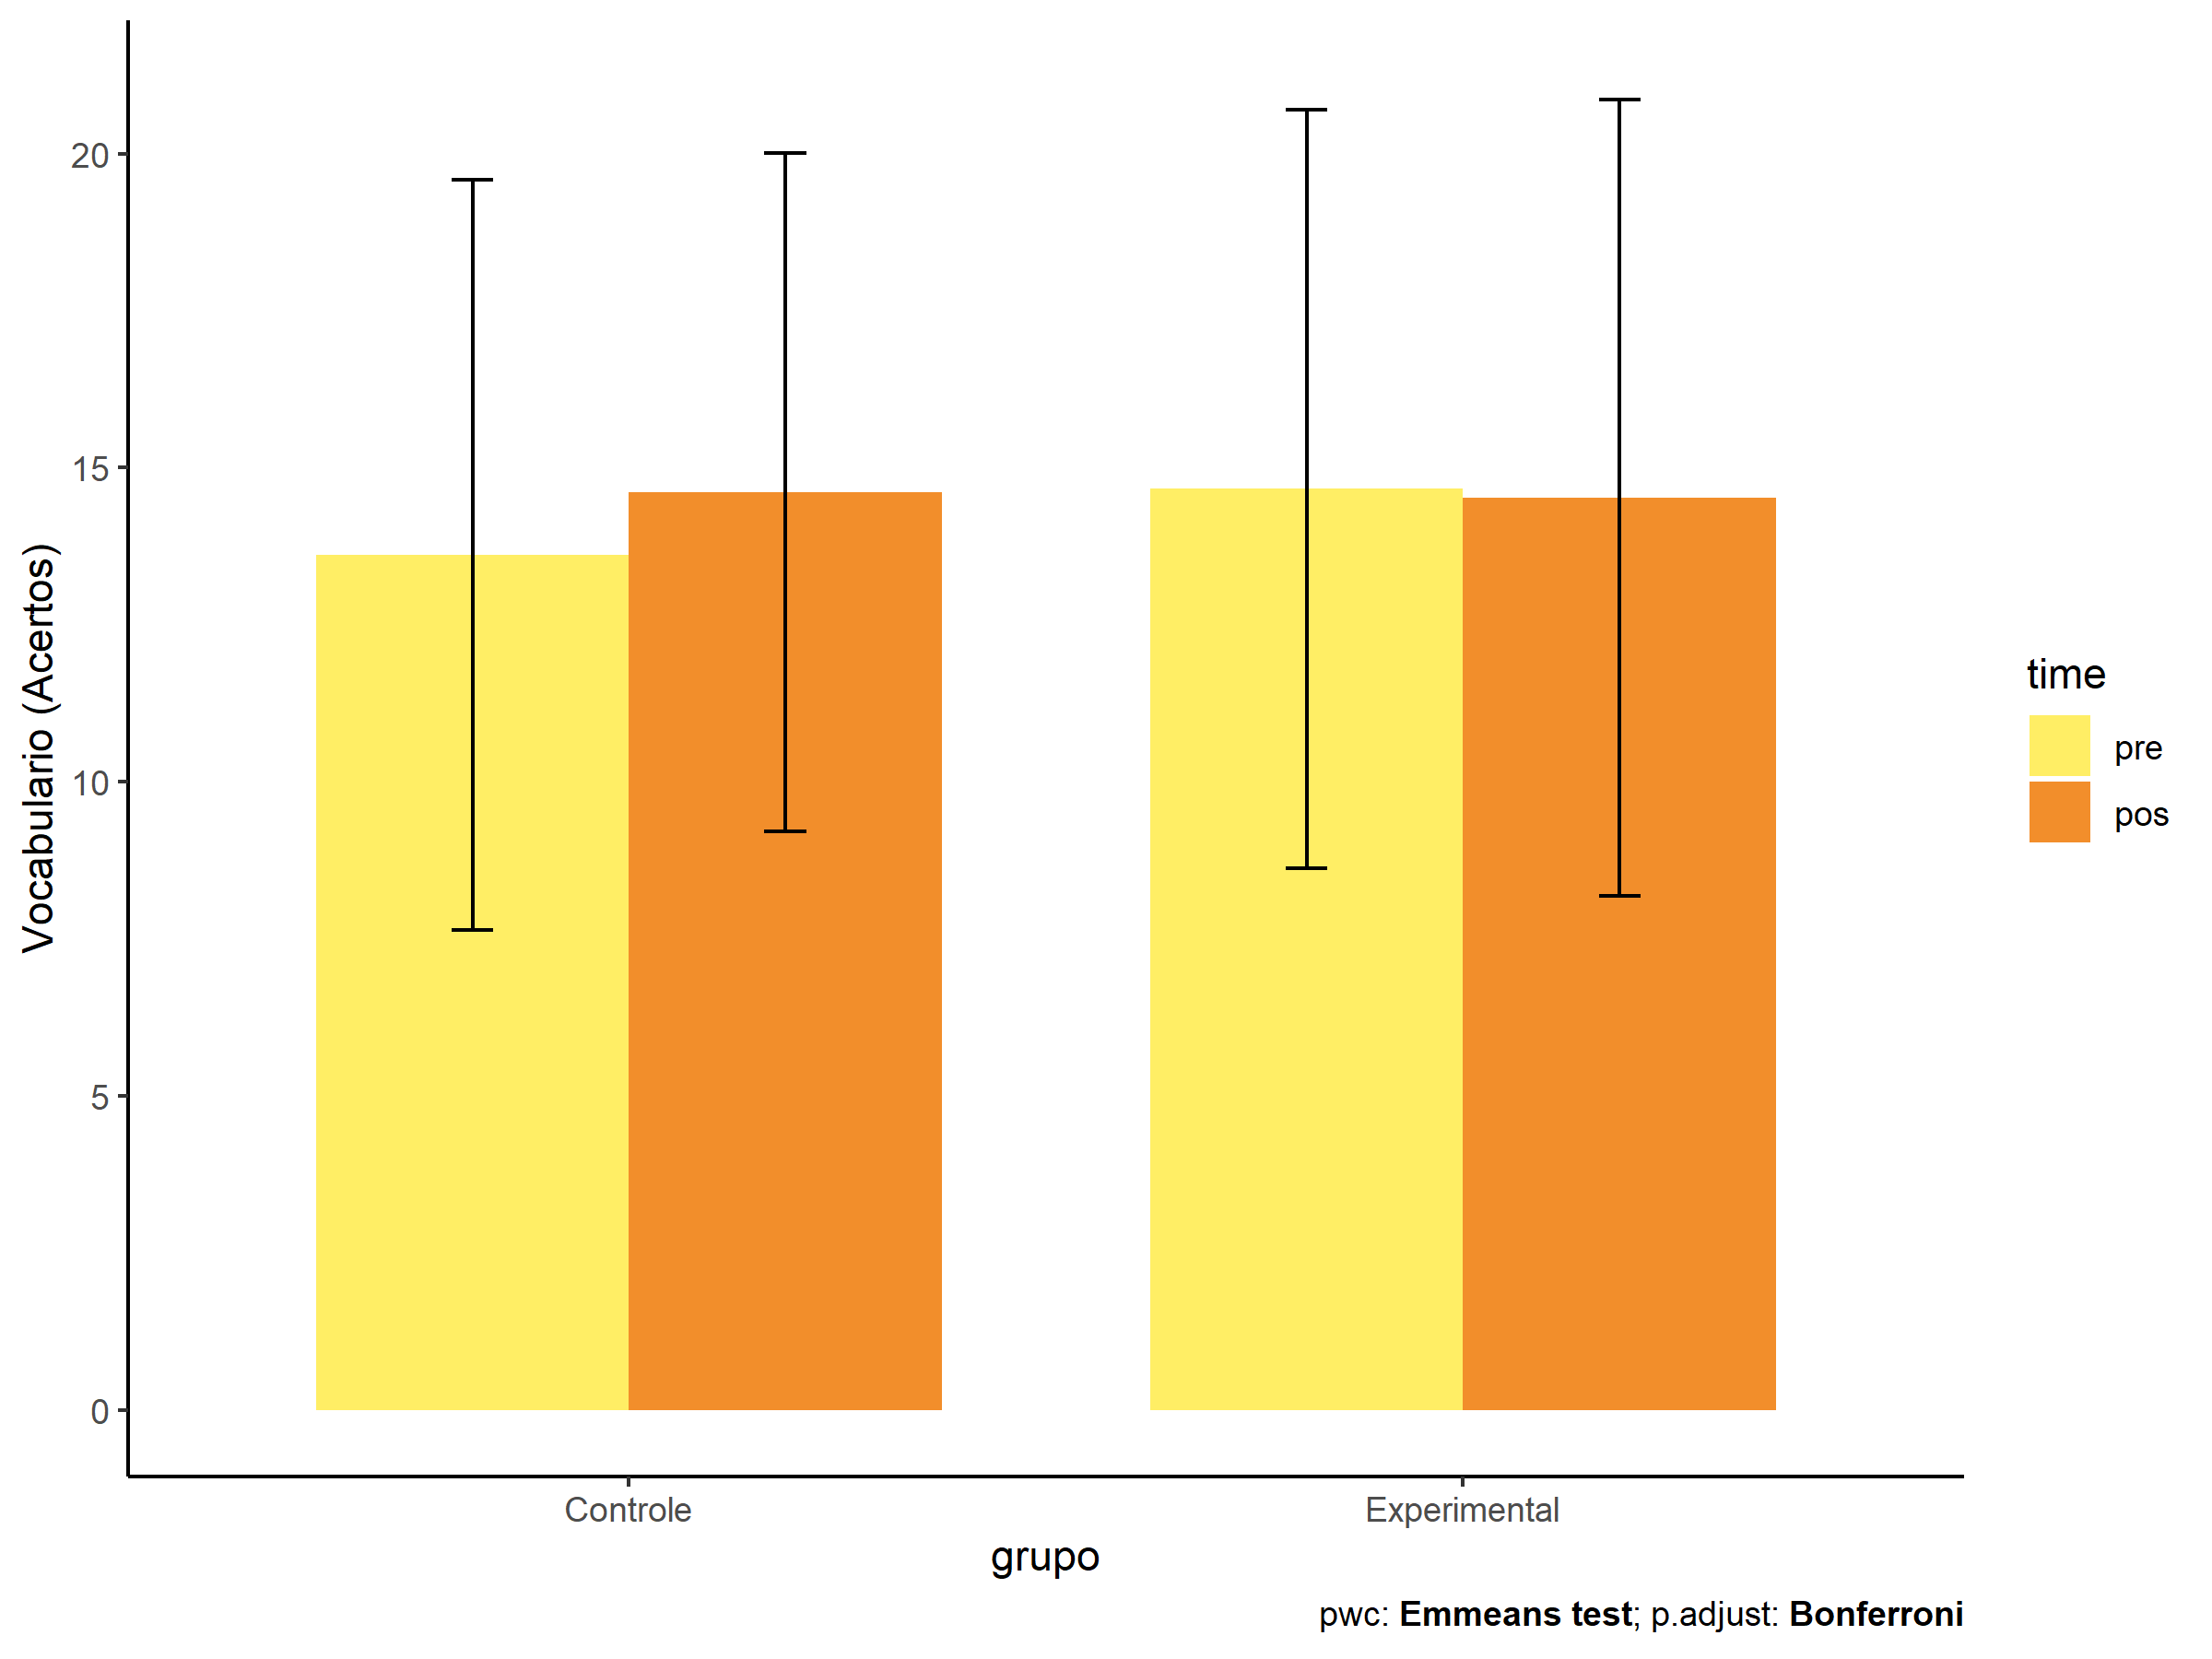 Vocabulario (Acertos)
20
15
10
5
0
Controle
Experimental
grupo
time
pre
pos
pwc: Emmeans test; p.adjust: Bonferroni